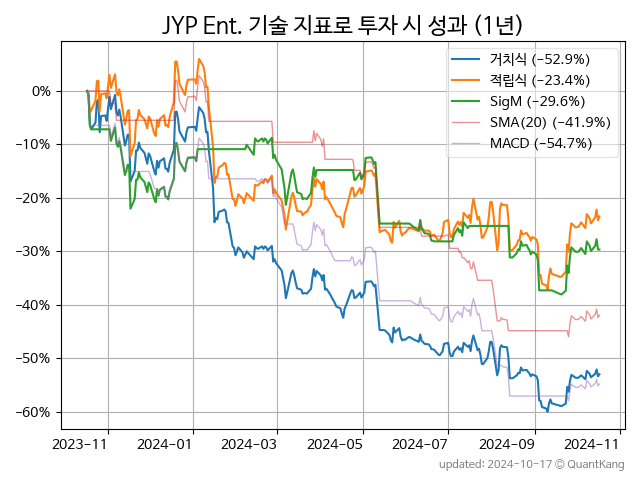 JYP Ent. 기술 지표로 투자 시 성과 (1년)
거치식 (−52.9%)
적립식 (−23.4%)
SigM (−29.6%)
SMA(20) (−41.9%)
MACD (−54.7%)
0%
−10%
−20%
−30%
−40%
−50%
−60%
2023-11 2024-01 2024-03 2024-05 2024-07 2024-09 2024-11
updated: 2024-10-17 © QuantKang